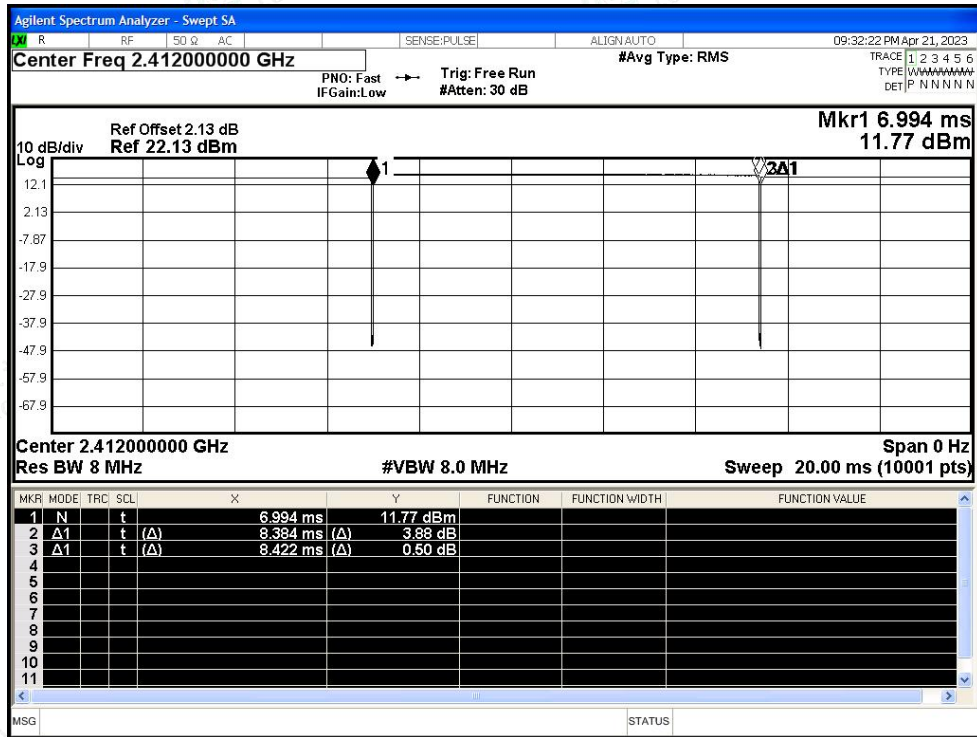 Agilent Spectrum Analyzer - Swept SA
LXI R RF 50 Ω AC SENSE:PULSE ALIGN AUTO 09:32:22 PM Apr 21, 2023
Center Freq 2.412000000 GHz
PNO: Fast
IFGain:Low
Trig: Free Run
#Atten: 30 dB
#Avg Type: RMS
TRACE 1 2 3 4 5 6
TYPE
DET P N N N N N
Mkr1 6.994 ms
11.77 dBm
Ref Offset 2.13 dB
10 dB/div Ref 22.13 dBm
Log
1
3Δ1
12.1
2.13
-7.87
-17.9
-27.9
-37.9
-47.9
-57.9
-67.9
Center 2.412000000 GHz Span 0 Hz
Res BW 8 MHz #VBW 8.0 MHz Sweep 20.00 ms (10001 pts)
MKR MODE TRC SCL X Y FUNCTION FUNCTION WIDTH FUNCTION VALUE
1 N t 6.994 ms 11.77 dBm
2 Δ1 t (Δ) 8.384 ms (Δ) 3.88 dB
3 Δ1 t (Δ) 8.422 ms (Δ) 0.50 dB
4
5
6
7
8
9
10
11
MSG STATUS